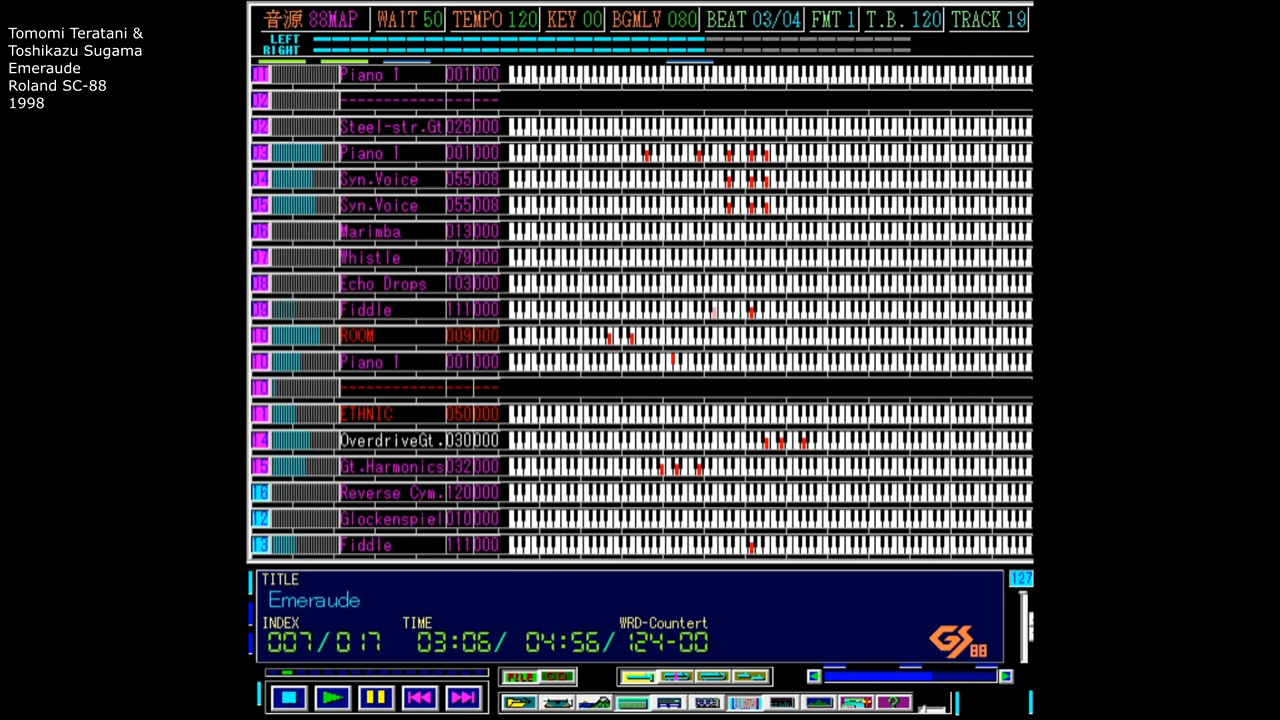 Tomomi Teratani &
Toshikazu Sugama
Emeraude
Roland SC-88
1998
音源 88MAP WAIT 50 TEMPO 120 KEY 00 BGMLV 080 BEAT 03/04 FMT 1 T.B. 120 TRACK 19
LEFT
RIGHT
01 Piano 1 001 000
02 --- ---
02 Steel-str.Gt 026 000
03 Piano 1 001 000
04 Syn.Voice 055 008
05 Syn.Voice 055 008
06 Marimba 013 000
07 Whistle 079 000
08 Echo Drops 103 000
09 Fiddle 111 000
10 ROOM 009 000
10 Piano 1 001 000
10 --- ---
11 ETHNIC 050 000
14 OverdriveGt. 030 000
15 Gt.Harmonics 032 000
16 Reverse Cym. 120 000
12 Glockenspiel 010 000
13 Fiddle 111 000
TITLE
127
Emeraude
INDEX TIME WRD-Countert
007/017 03:06/ 04:56/ 124-00
GS 88
FILE CD